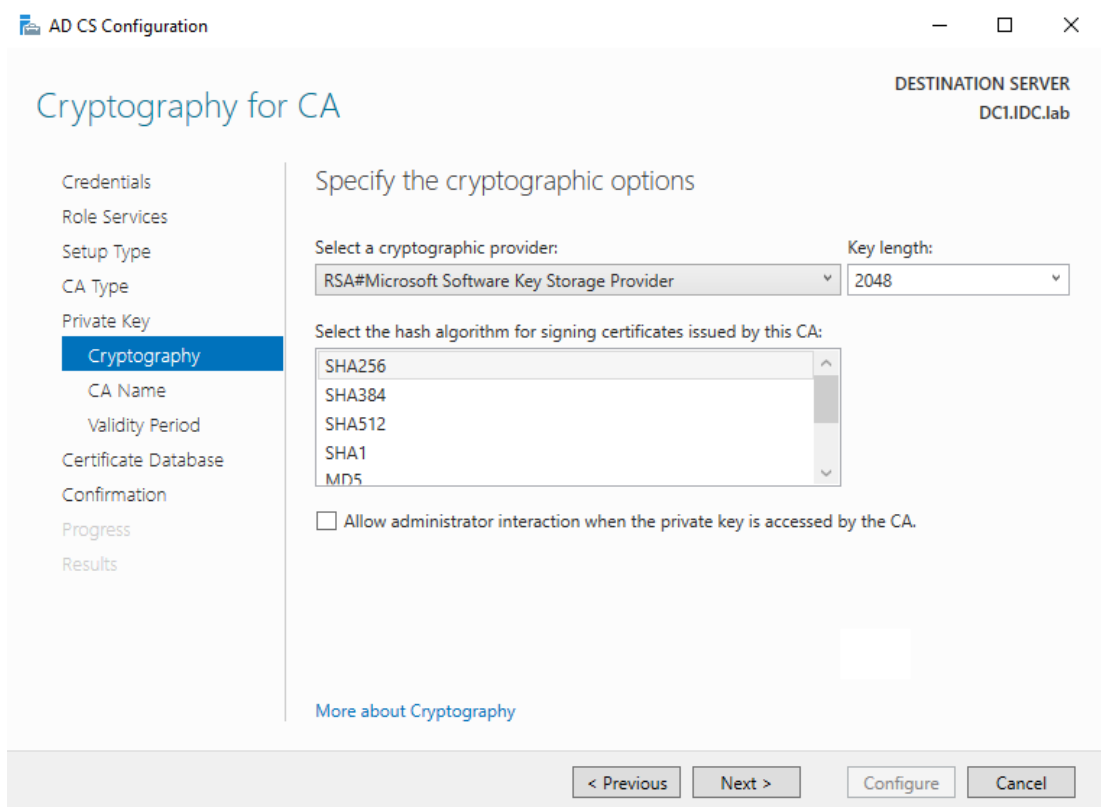 AD CS Configuration
DESTINATION SERVER
DC1.IDC.lab
Cryptography for CA
Credentials
Role Services
Setup Type
CA Type
Private Key
Cryptography
CA Name
Validity Period
Certificate Database
Confirmation
Progress
Results
Specify the cryptographic options
Select a cryptographic provider:
Key length:
RSA#Microsoft Software Key Storage Provider
2048
Select the hash algorithm for signing certificates issued by this CA:
SHA256
SHA384
SHA512
SHA1
MD5
Allow administrator interaction when the private key is accessed by the CA.
More about Cryptography
< Previous
Next >
Configure
Cancel